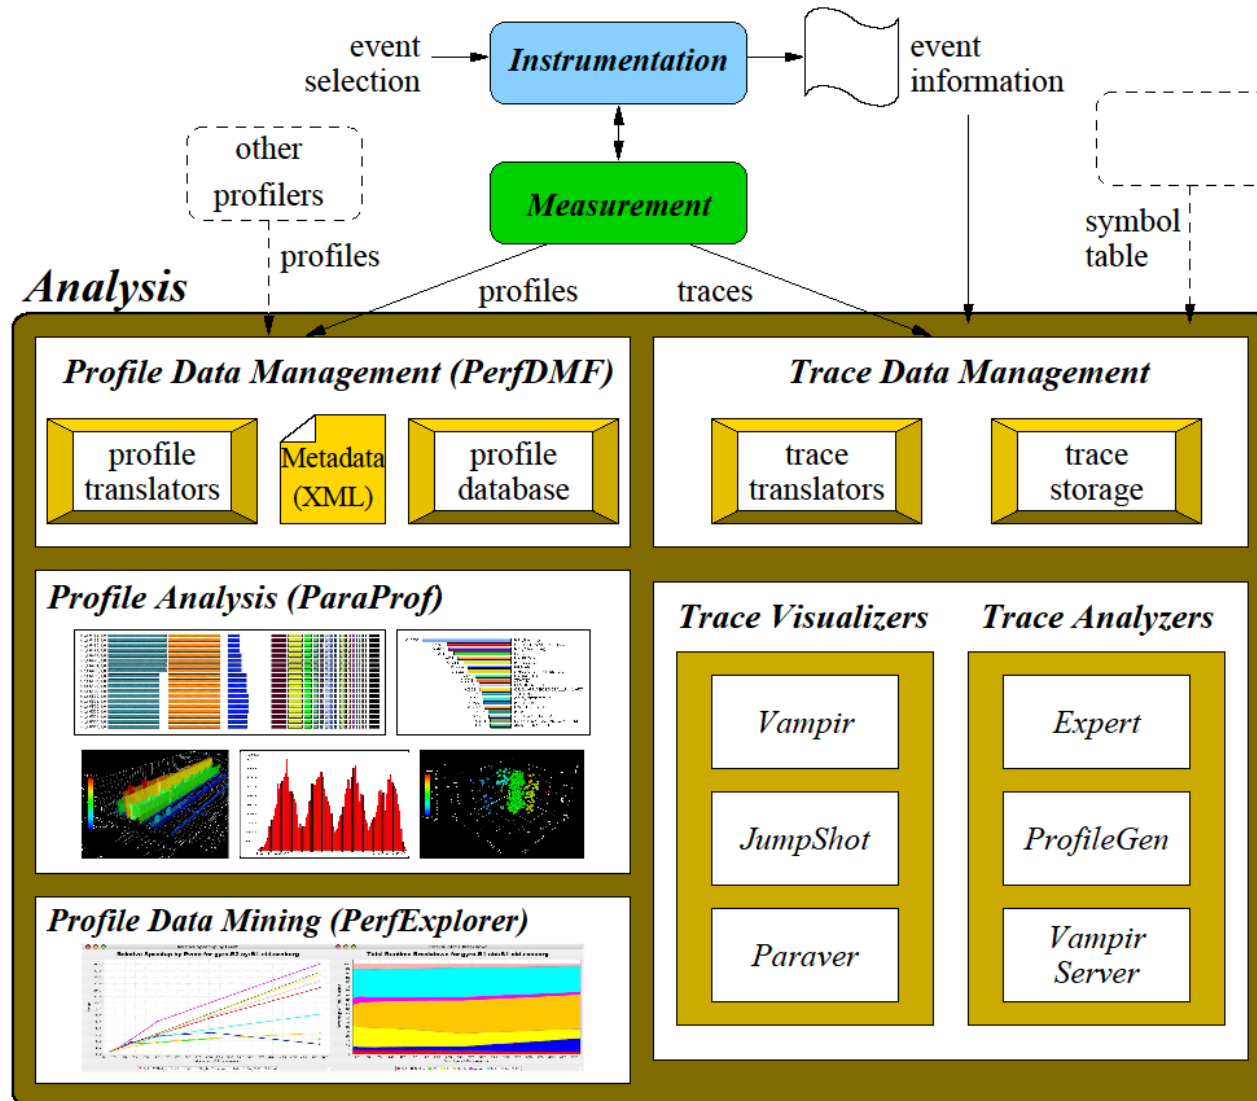 event
selection
Instrumentation
event
information
other
profilers
Measurement
symbol
table
profiles
Analysis
profiles
traces
Profile Data Management (PerfDMF)
profile
translators
Metadata
(XML)
profile
database
Trace Data Management
trace
translators
trace
storage
Profile Analysis (ParaProf)
Trace Visualizers
Vampir
JumpShot
Paraver
Trace Analyzers
Expert
ProfileGen
Vampir
Server
Profile Data Mining (PerfExplorer)